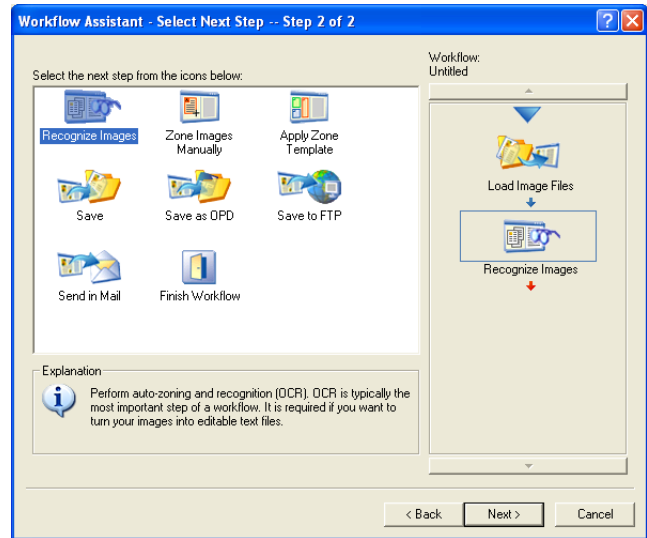 Workflow Assistant - Select Next Step -- Step 2 of 2
Select the next step from the icons below:
Workflow:
Untitled
Recognize Images
Zone Images
Manually
Apply Zone
Template
Save
Save as OPD
Save to FTP
Send in Mail
Finish Workflow
Load Image Files
Recognize Images
Explanation
Perform auto-zoning and recognition (OCR). OCR is typically the
most important step of a workflow. It is required if you want to
turn your images into editable text files.
< Back
Next >
Cancel